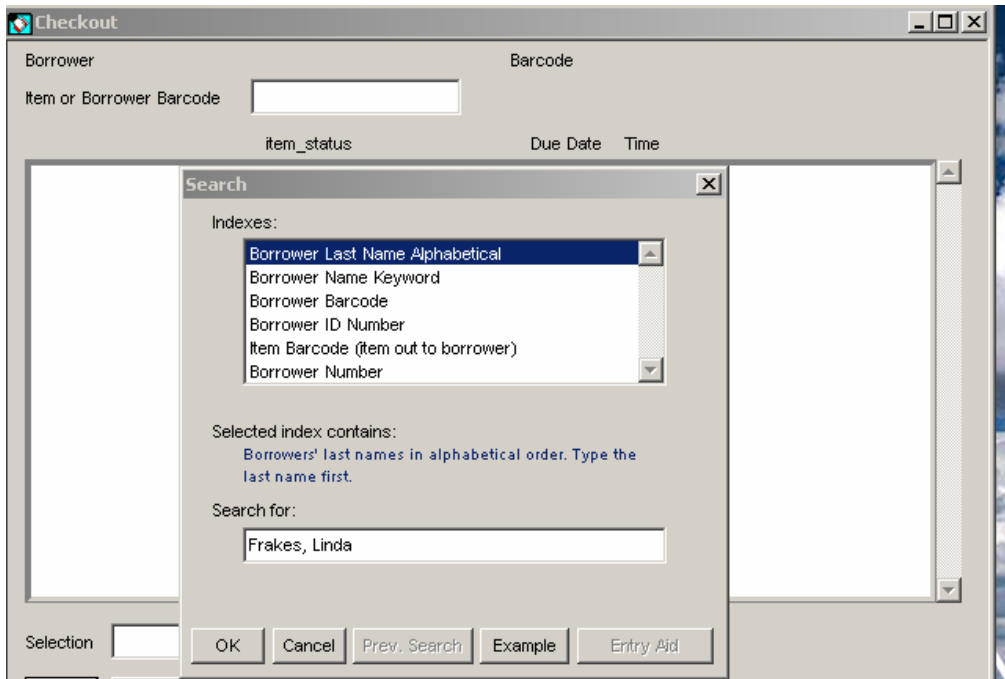 Checkout
Borrower Barcode
Item or Borrower Barcode
item_status Due Date Time
Search
Indexes:
Borrower Last Name Alphabetical
Borrower Name Keyword
Borrower Barcode
Borrower ID Number
Item Barcode (item out to borrower)
Borrower Number
Selected index contains:
Borrowers' last names in alphabetical order. Type the
last name first.
Search for:
Frakes, Linda
Selection
OK Cancel Prev. Search Example Entry Aid